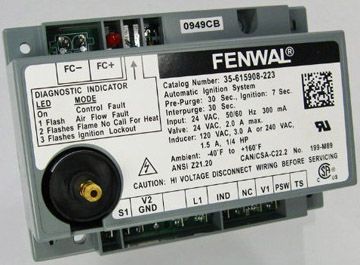 0949CB
FC- FC+
FENWAL®
Catalog Number: 35-615908-223
Automatic Ignition System
Pre-Purge: 30 Sec., Ignition: 7 Sec.
Inter-Purge: 30 Sec.
Input: 24 VAC, 50/60 Hz 300 mA
Valve: 24 VAC, 2.0 A max.
Inducer: 120 VAC, 3.0 A or 240 VAC,
1.5 A, 1/4 HP
Ambient: -40°F to +160°F
ANSI Z21.20 CAN/CSA-C22.2 No. 199-M89
DIAGNOSTIC INDICATOR
LED MODE
On Control Fault
1 Flash Air Flow Fault
2 Flashes Flame No Call For Heat
3 Flashes Ignition Lockout
CAUTION: HI VOLTAGE DISCONNECT WIRING BEFORE SERVICING
S1 V2 GND L1 IND NC V1 PSW TS